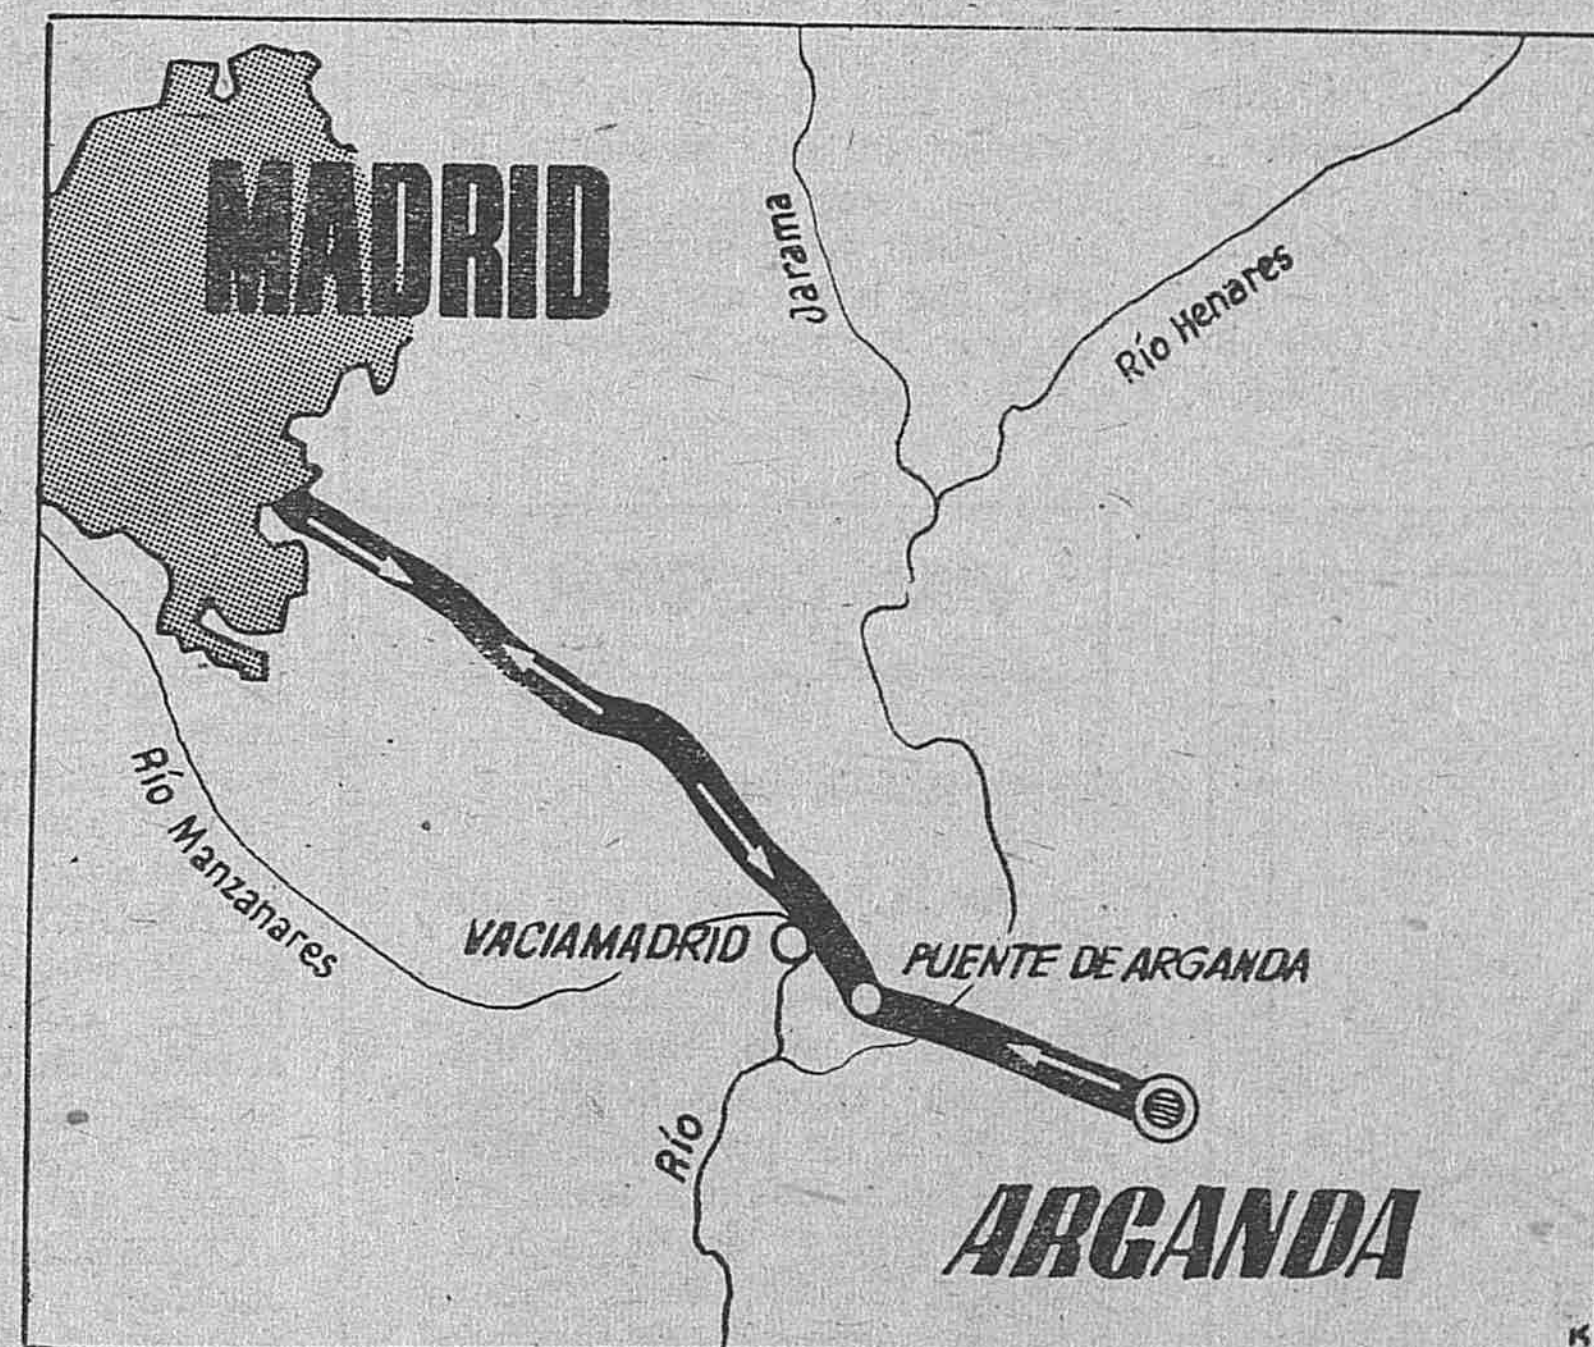 MADRID
Jarama
Río Henares
Río Manzanares
VACIAMADRID
PUENTE DE ARGANDA
Río
ARGANDA
K